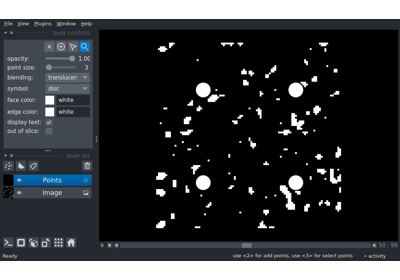 File View Plugins Window Help
layer controls
opacity: 1.00
point size: 3
blending: translucen
symbol: disc
face color: white
edge color: white
display text:
out of slice:
layer list
Points
Image
0 50 99
Ready use <2> for add points, use <3> for select points activity